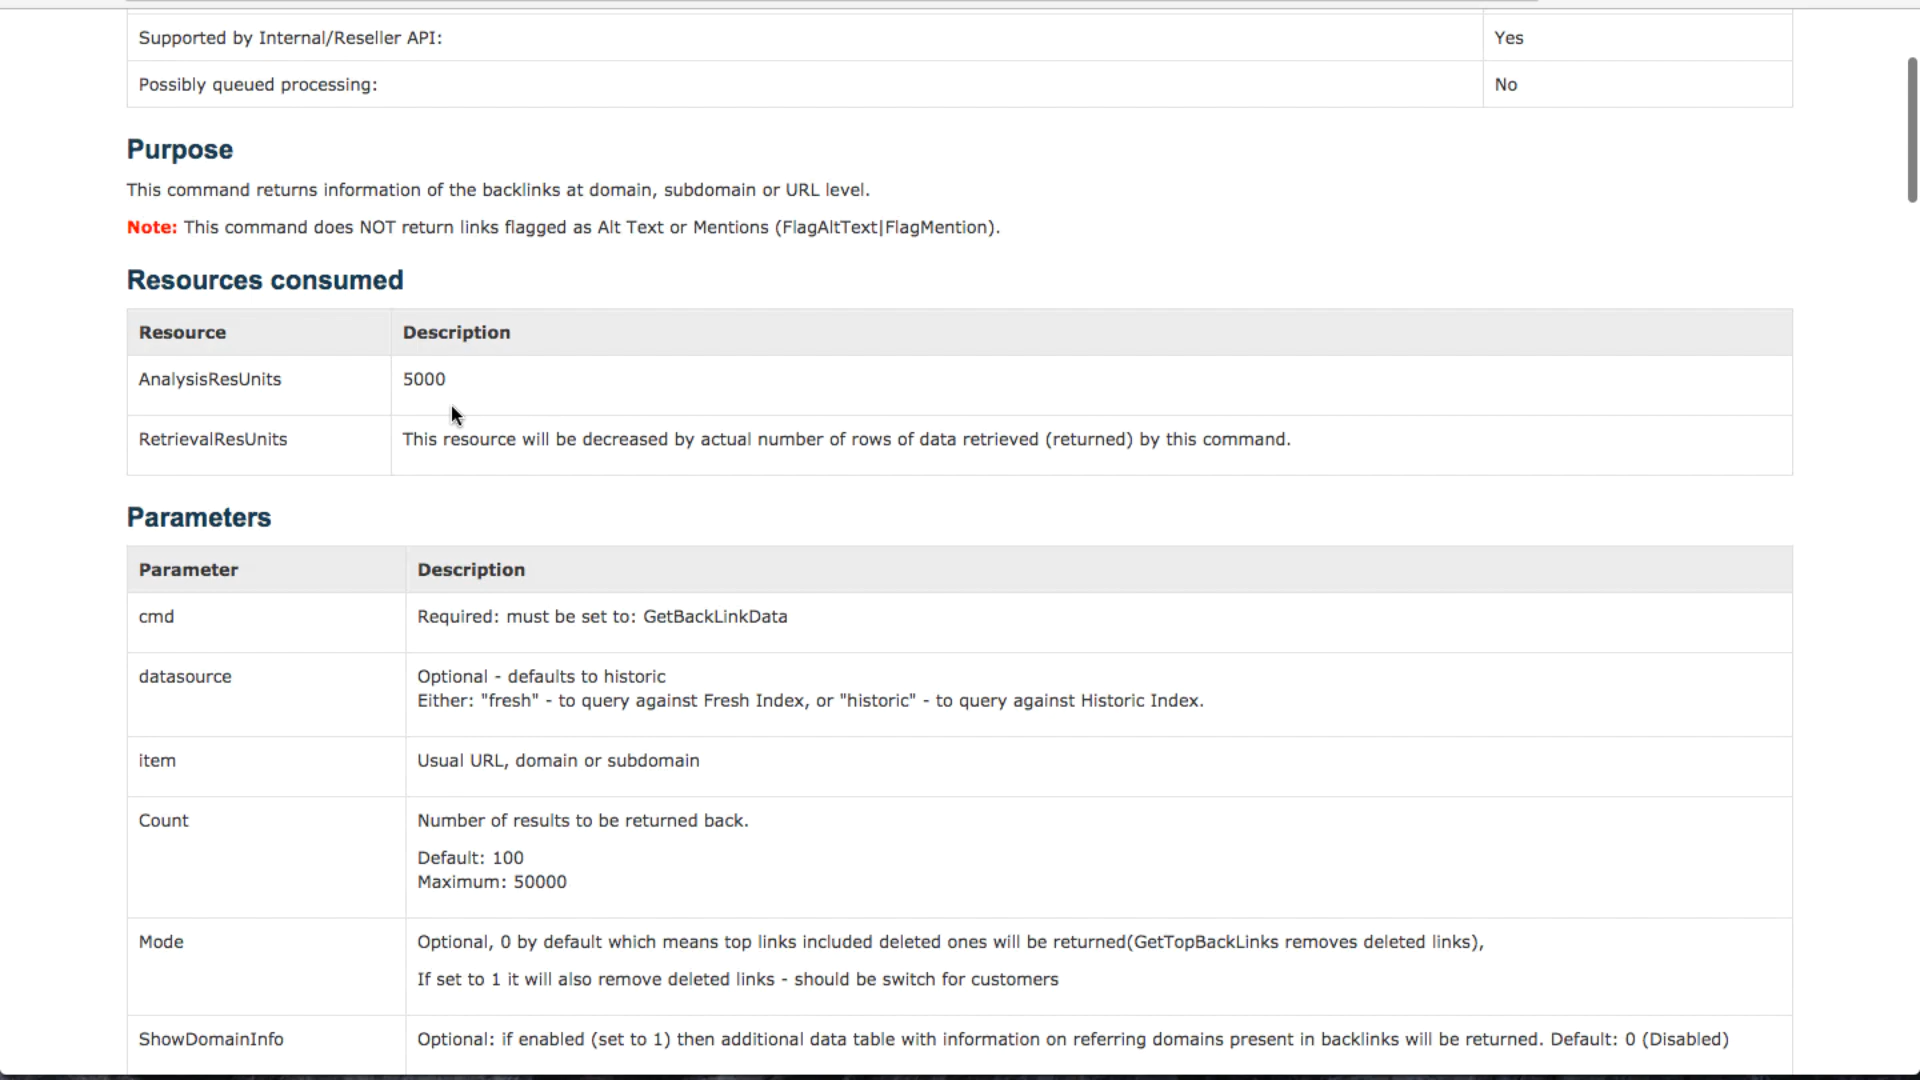 Supported by Internal/Reseller API: Yes
Possibly queued processing: No
Purpose
This command returns information of the backlinks at domain, subdomain or URL level.
Note: This command does NOT return links flagged as Alt Text or Mentions (FlagAltText|FlagMention).
Resources consumed
Resource Description
AnalysisResUnits 5000
RetrievalResUnits This resource will be decreased by actual number of rows of data retrieved (returned) by this command.
Parameters
Parameter Description
cmd Required: must be set to: GetBackLinkData
datasource Optional - defaults to historic
Either: "fresh" - to query against Fresh Index, or "historic" - to query against Historic Index.
item Usual URL, domain or subdomain
Count Number of results to be returned back.
Default: 100
Maximum: 50000
Mode Optional, 0 by default which means top links included deleted ones will be returned(GetTopBackLinks removes deleted links),
If set to 1 it will also remove deleted links - should be switch for customers
ShowDomainInfo Optional: if enabled (set to 1) then additional data table with information on referring domains present in backlinks will be returned. Default: 0 (Disabled)